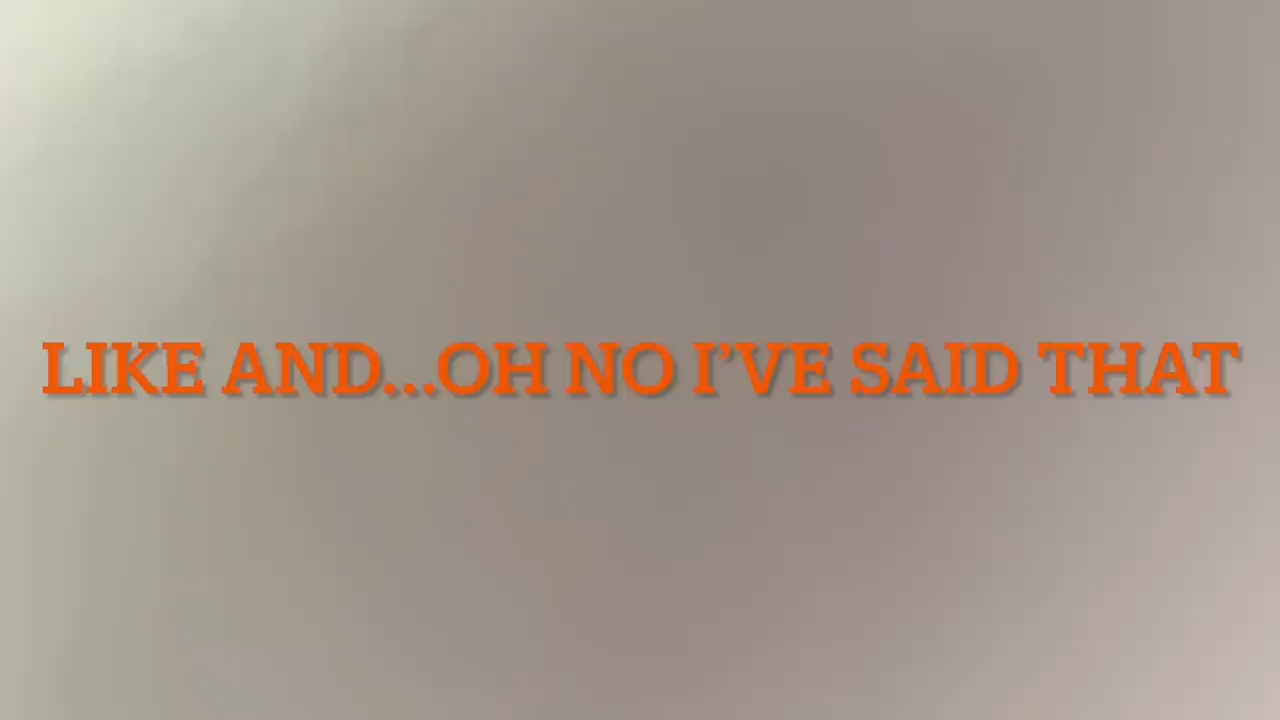 LIKE AND...OH NO I’VE SAID THAT